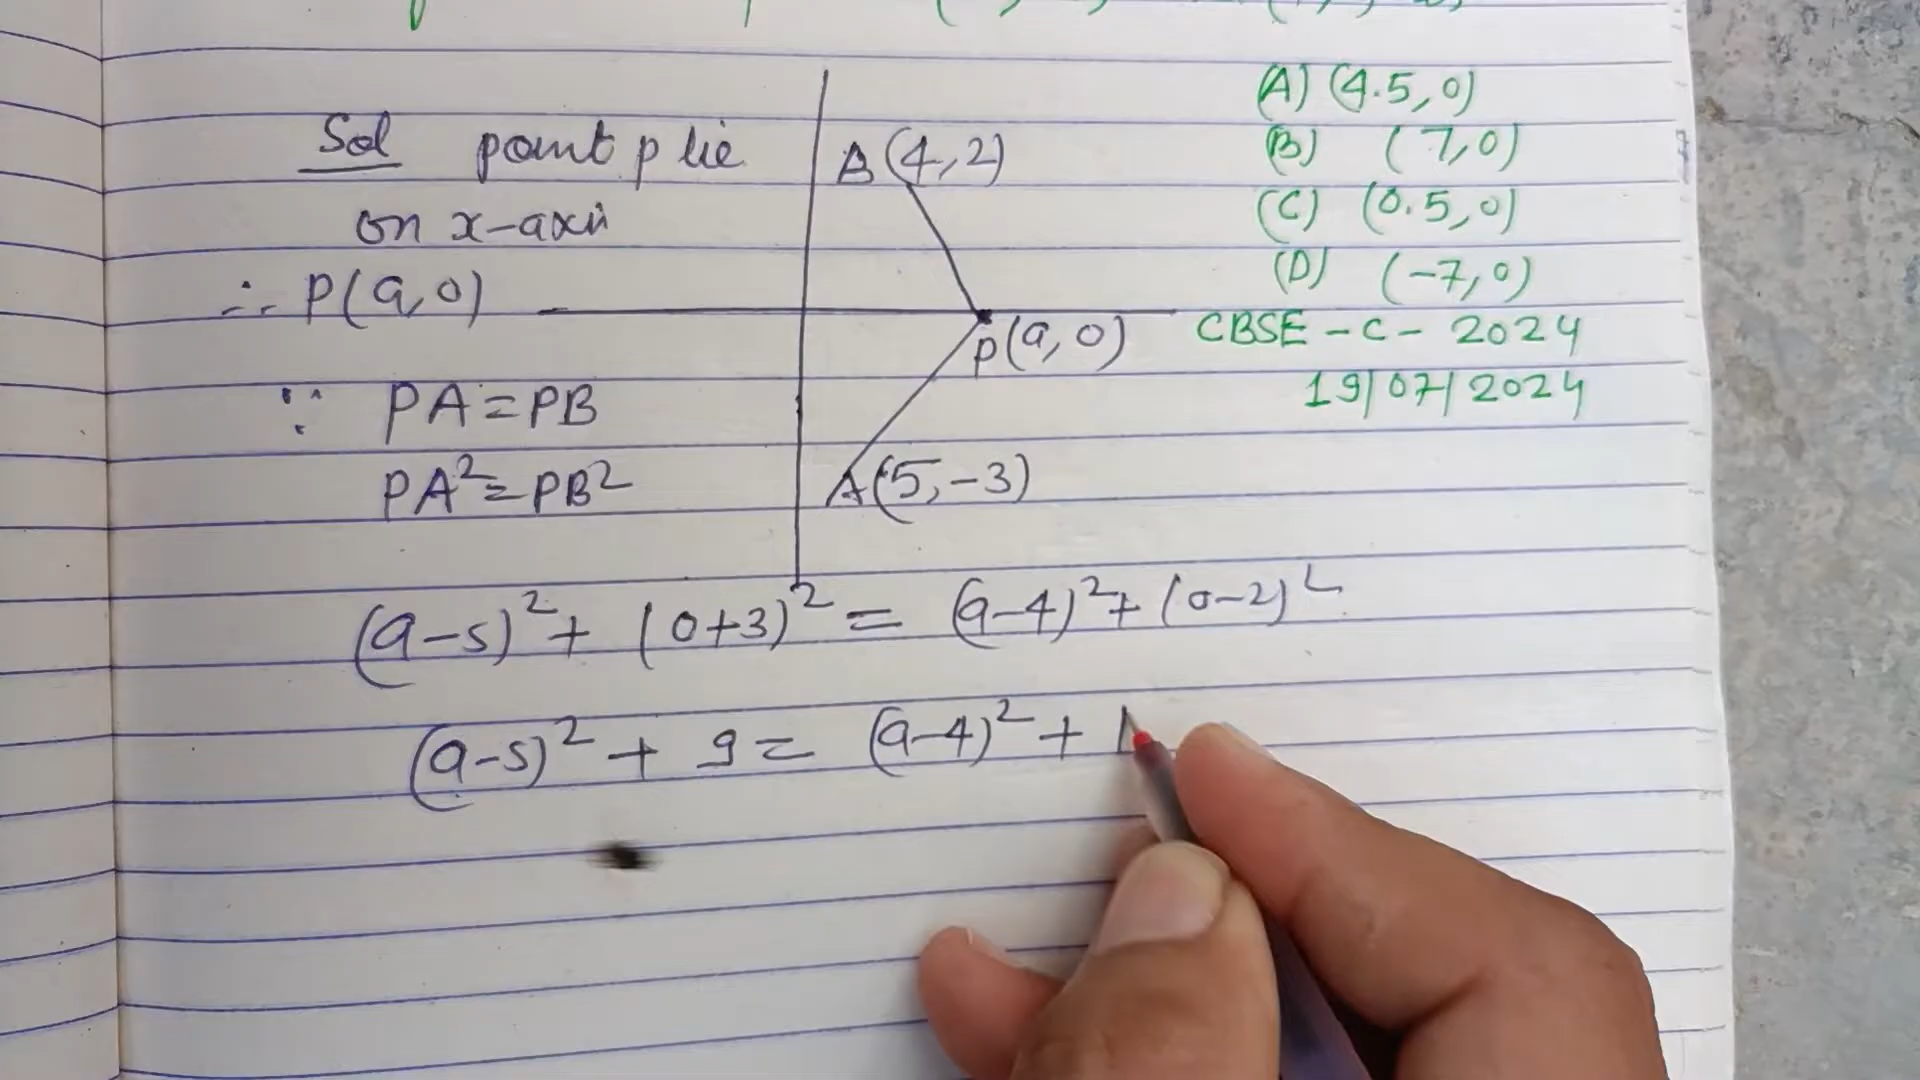 Sol point p lie
on x-axis
∴ P(a,0)
∵ PA=PB
PA²=PB²
B(4,2)
P(a,0)
A(5,-3)
(A) (4.5,0)
(B) (7,0)
(C) (0.5,0)
(D) (-7,0)
CBSE-C-2024
19/07/2024
(a-5)²+(0+3)²=(a-4)²+(0-2)²
(a-5)²+9=(a-4)²+